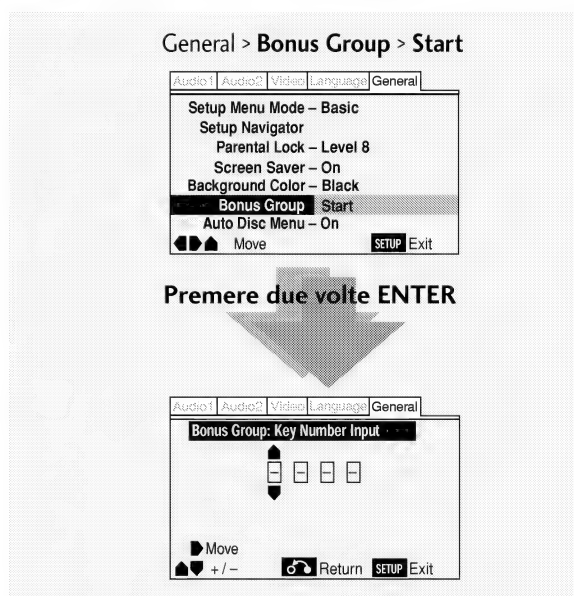 General > Bonus Group > Start
Audio1 Audio2 Video Language General
Setup Menu Mode – Basic
Setup Navigator
Parental Lock – Level 8
Screen Saver – On
Background Color – Black
Bonus Group Start
Auto Disc Menu – On
Move SETUP Exit
Premere due volte ENTER
Audio1 Audio2 Video Language General
Bonus Group: Key Number Input
– – – –
Move
+ / – Return SETUP Exit